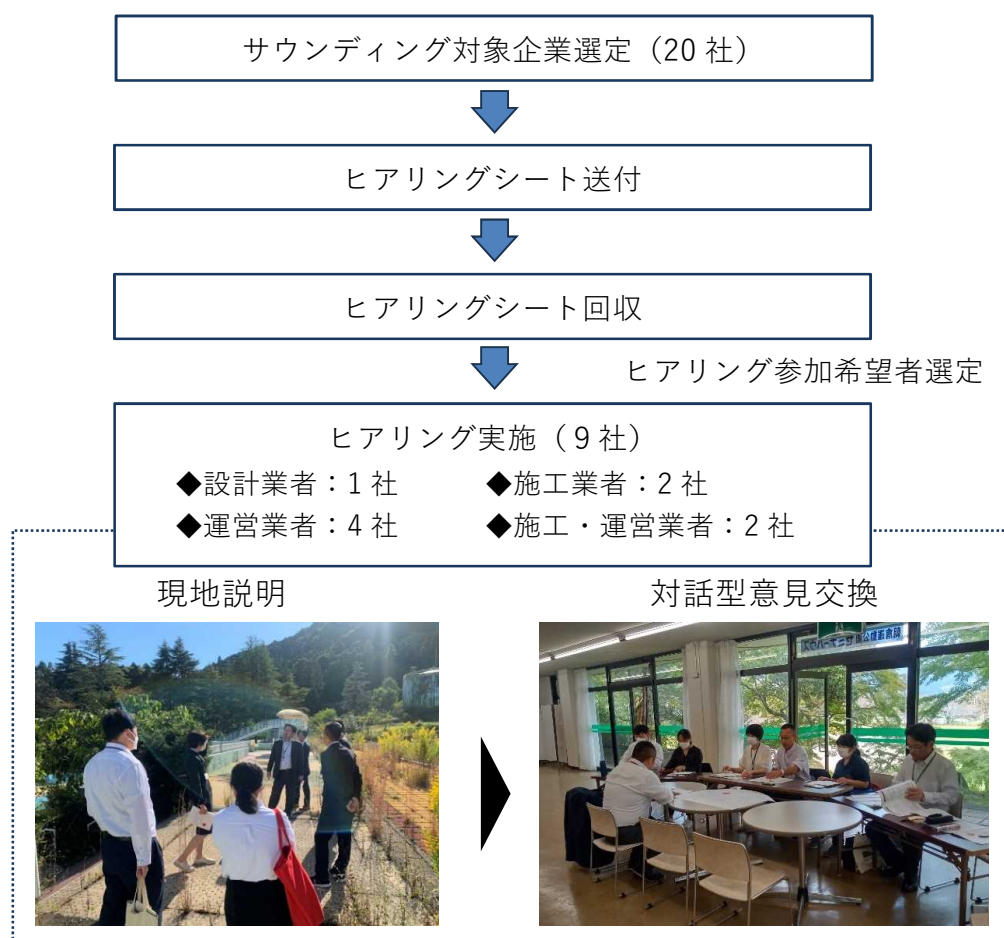 サウンディング対象企業選定（20 社）
ヒアリングシート送付
ヒアリングシート回収
ヒアリング参加希望者選定
ヒアリング実施（９社）
◆設計業者：1 社
◆施工業者：2 社
◆運営業者：4 社
◆施工・運営業者：2 社
現地説明
対話型意見交換